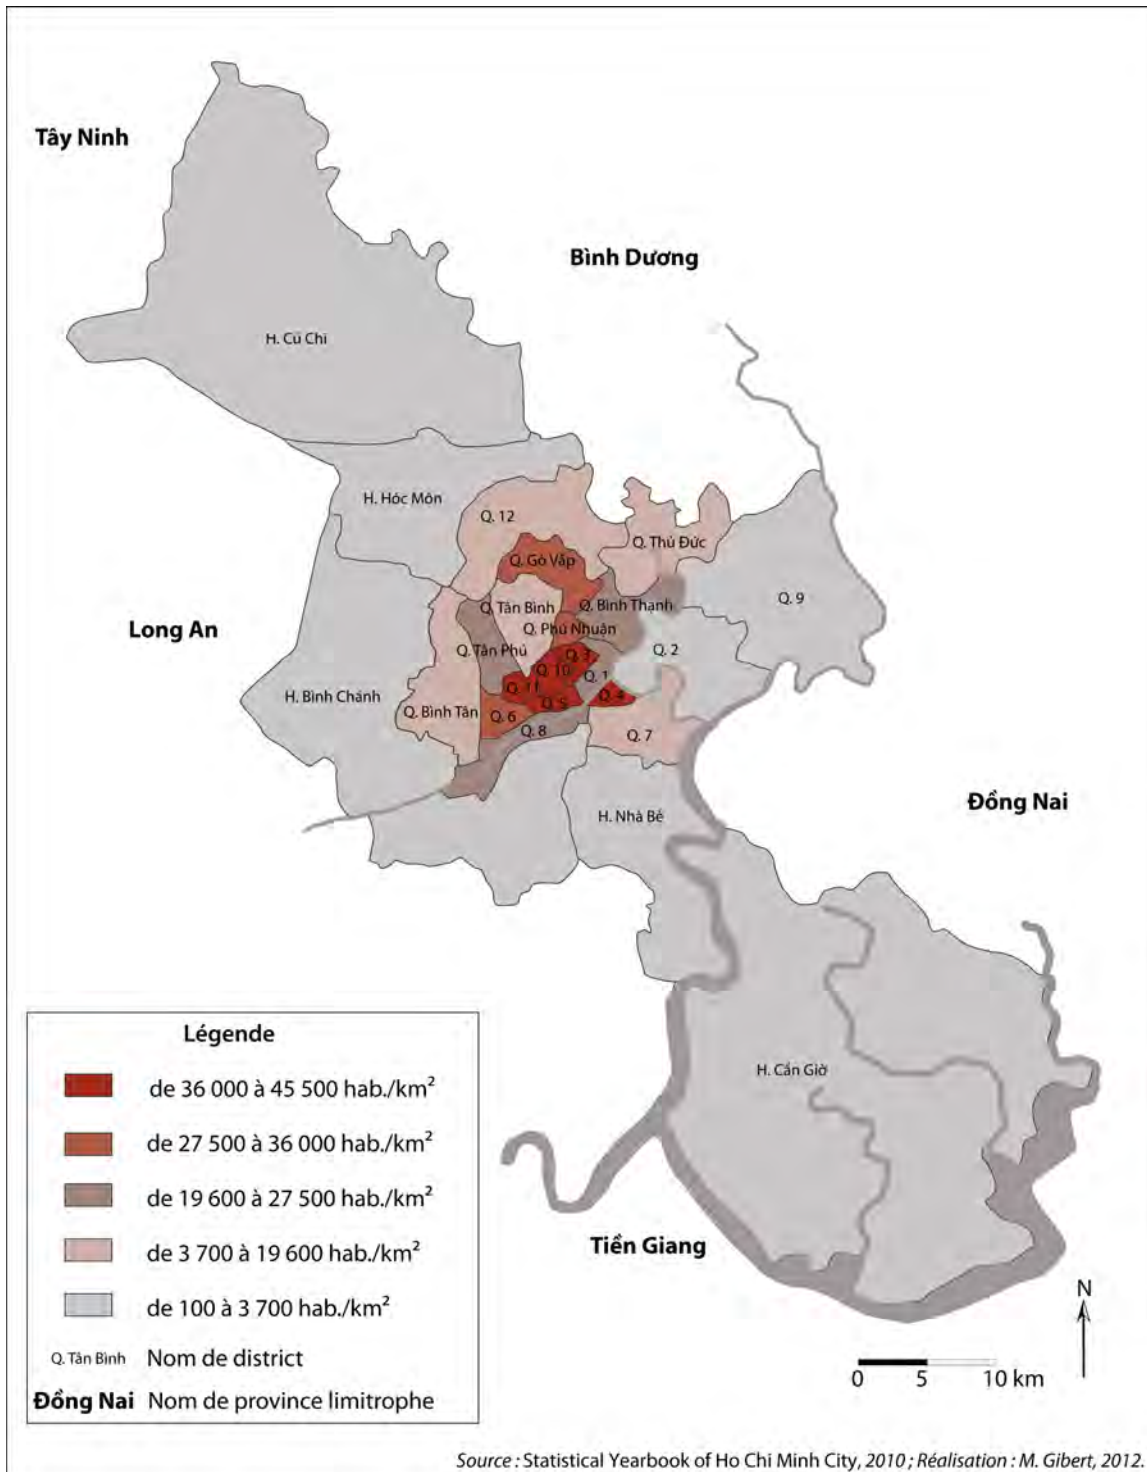 Tây Ninh
Bình Dương
H. Củ Chi
H. Hóc Môn
Q. 12
Q. Thủ Đức
Q. Gò Vấp
Q. 9
Q. Tân Bình
Q. Bình Thạnh
Long An
Q. Phú Nhuận
Q. Tân Phú
Q. 2
Q. 3
Q. 10
Q. 1
Q. 11
H. Bình Chánh
Q. 4
Q. 5
Q. Bình Tân
Q. 6
Q. 8
Q. 7
Đồng Nai
H. Nhà Bè
Légende
de 36 000 à 45 500 hab./km²
de 27 500 à 36 000 hab./km²
de 19 600 à 27 500 hab./km²
de 3 700 à 19 600 hab./km²
de 100 à 3 700 hab./km²
Q. Tân Bình Nom de district
Đồng Nai Nom de province limitrophe
H. Cần Giờ
Tiền Giang
N
0 5 10 km
Source : Statistical Yearbook of Ho Chi Minh City, 2010 ; Réalisation : M. Gibert, 2012.